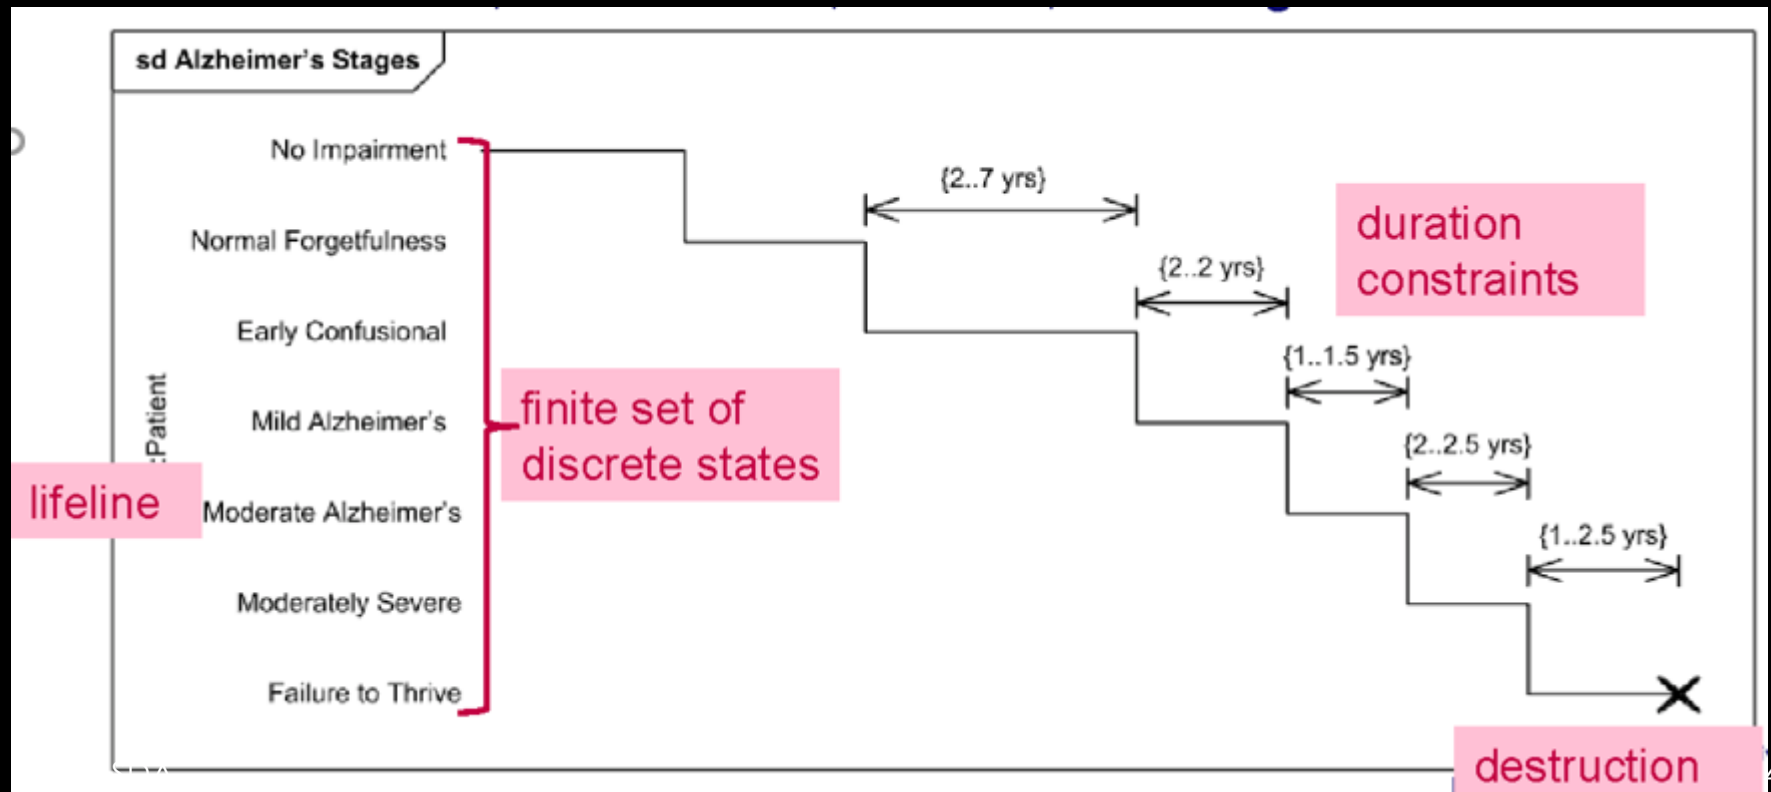 sd Alzheimer's Stages
No Impairment
{2..7 yrs}
duration
constraints
Normal Forgetfulness
{2..2 yrs}
Early Confusional
{1..1.5 yrs}
:Patient
finite set of
discrete states
Mild Alzheimer's
{2..2.5 yrs}
lifeline
Moderate Alzheimer's
{1..2.5 yrs}
Moderately Severe
Failure to Thrive
destruction